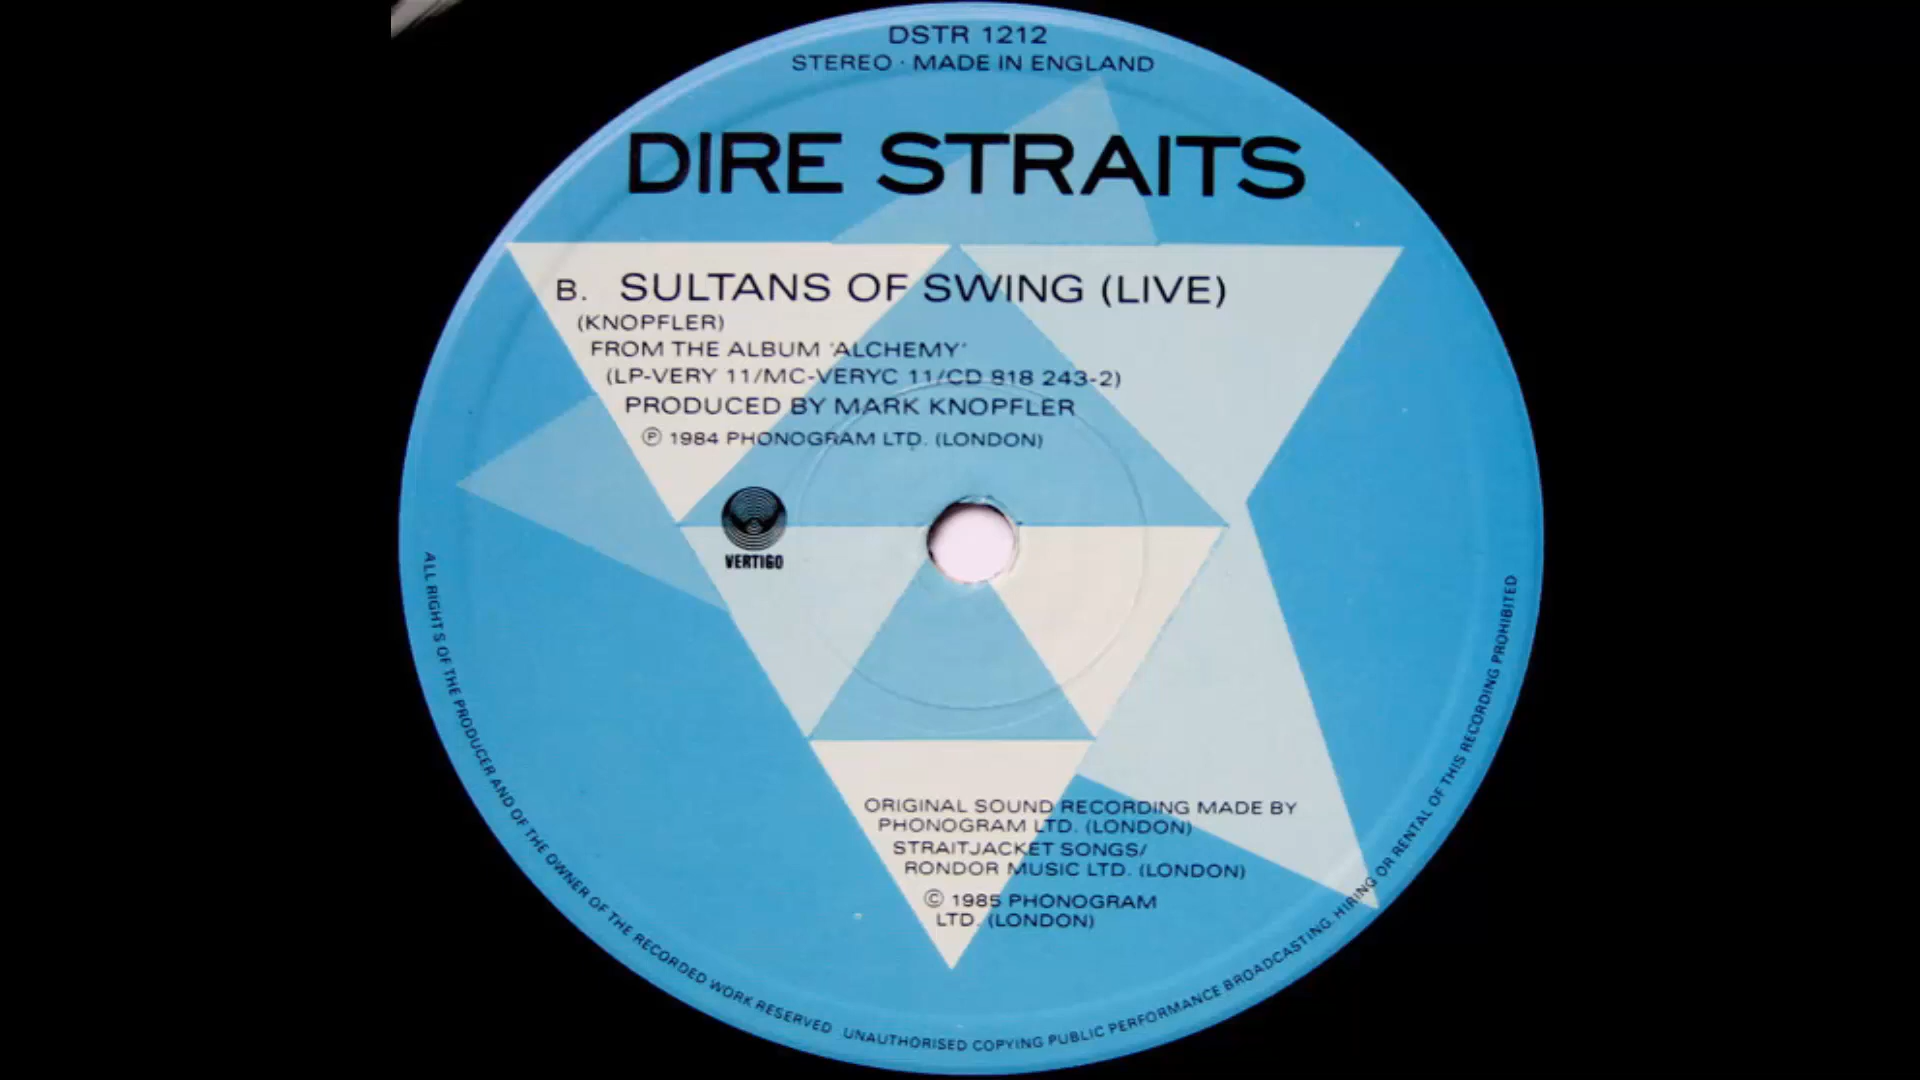 DSTR 1212
STEREO · MADE IN ENGLAND
DIRE STRAITS
B. SULTANS OF SWING (LIVE)
(KNOPFLER)
FROM THE ALBUM 'ALCHEMY'
(LP-VERY 11/MC-VERYC 11/CD 818 243-2)
PRODUCED BY MARK KNOPFLER
Ⓟ 1984 PHONOGRAM LTD. (LONDON)
VERTIGO
ORIGINAL SOUND RECORDING MADE BY
PHONOGRAM LTD. (LONDON)
STRAITJACKET SONGS/
RONDOR MUSIC LTD. (LONDON)
© 1985 PHONOGRAM
LTD. (LONDON)
ALL RIGHTS OF THE PRODUCER AND OF THE OWNER OF THE RECORDED WORK RESERVED UNAUTHORISED COPYING PUBLIC PERFORMANCE BROADCASTING, HIRING OR RENTAL OF THIS RECORDING PROHIBITED